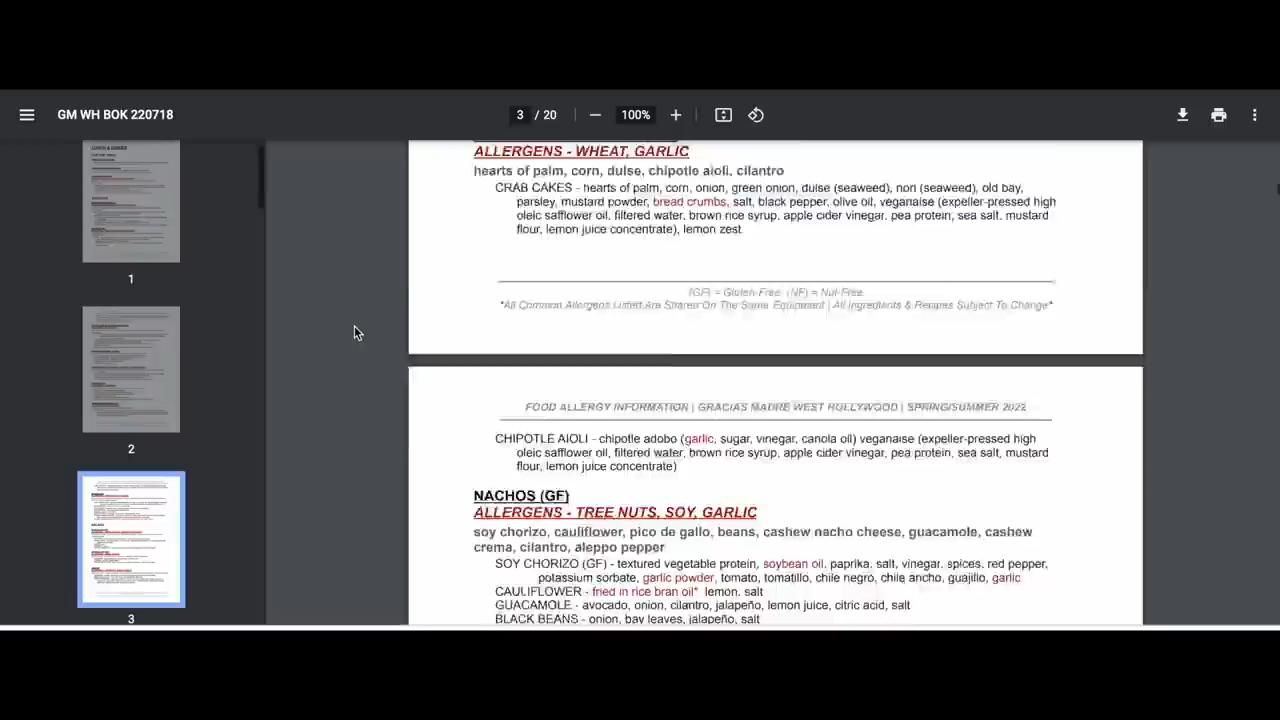 GM WH BOK 220718
3 / 20
100%
1
2
3
ALLERGENS - WHEAT, GARLIC
hearts of palm, corn, dulse, chipotle aioli, cilantro
CRAB CAKES - hearts of palm, corn, onion, green onion, dulse (seaweed), nori (seaweed), old bay,
parsley, mustard powder, bread crumbs, salt, black pepper, olive oil, veganaise (expeller-pressed high
oleic safflower oil, filtered water, brown rice syrup, apple cider vinegar, pea protein, sea salt, mustard
flour, lemon juice concentrate), lemon zest
(GF) = Gluten-Free (NF) = Nut-Free
*All Common Allergens Listed Are Shared On The Same Equipment | All Ingredients & Recipes Subject To Change*
FOOD ALLERGY INFORMATION | GRACIAS MADRE WEST HOLLYWOOD | SPRING/SUMMER 2022
CHIPOTLE AIOLI - chipotle adobo (garlic, sugar, vinegar, canola oil) veganaise (expeller-pressed high
oleic safflower oil, filtered water, brown rice syrup, apple cider vinegar, pea protein, sea salt, mustard
flour, lemon juice concentrate)
NACHOS (GF)
ALLERGENS - TREE NUTS, SOY, GARLIC
soy chorizo, cauliflower, pico de gallo, beans, cashew nacho cheese, guacamole, cashew
crema, cilantro, aleppo pepper
SOY CHORIZO (GF) - textured vegetable protein, soybean oil, paprika, salt, vinegar, spices, red pepper,
potassium sorbate, garlic powder, tomato, tomatillo, chile negro, chile ancho, guajillo, garlic
CAULIFLOWER - fried in rice bran oil* lemon, salt
GUACAMOLE - avocado, onion, cilantro, jalapeño, lemon juice, citric acid, salt
BLACK BEANS - onion, bay leaves, jalapeño, salt